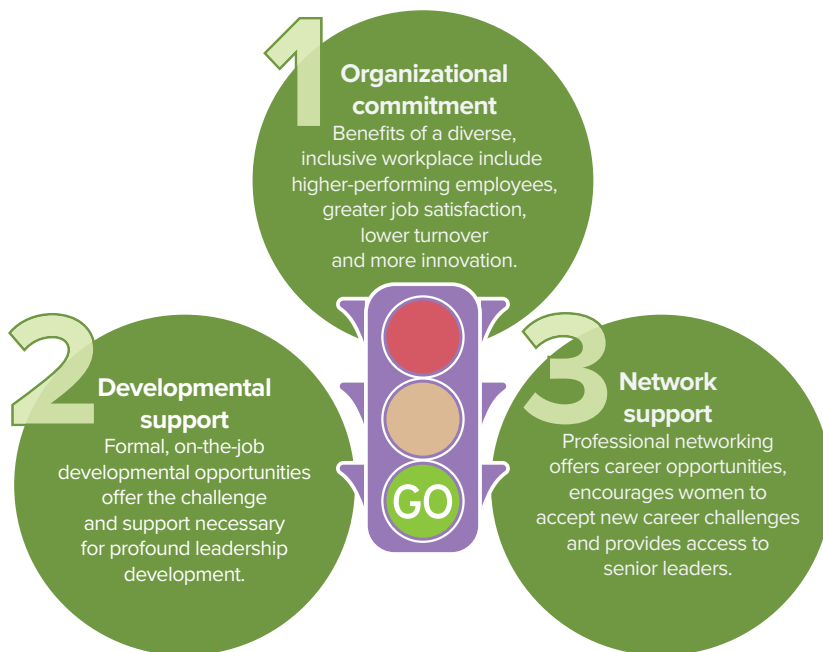 1
Organizational
commitment
Benefits of a diverse,
inclusive workplace include
higher-performing employees,
greater job satisfaction,
lower turnover
and more innovation.
2
Developmental
support
Formal, on-the-job
developmental opportunities
offer the challenge
and support necessary
for profound leadership
development.
GO
3
Network
support
Professional networking
offers career opportunities,
encourages women to
accept new career challenges
and provides access to
senior leaders.